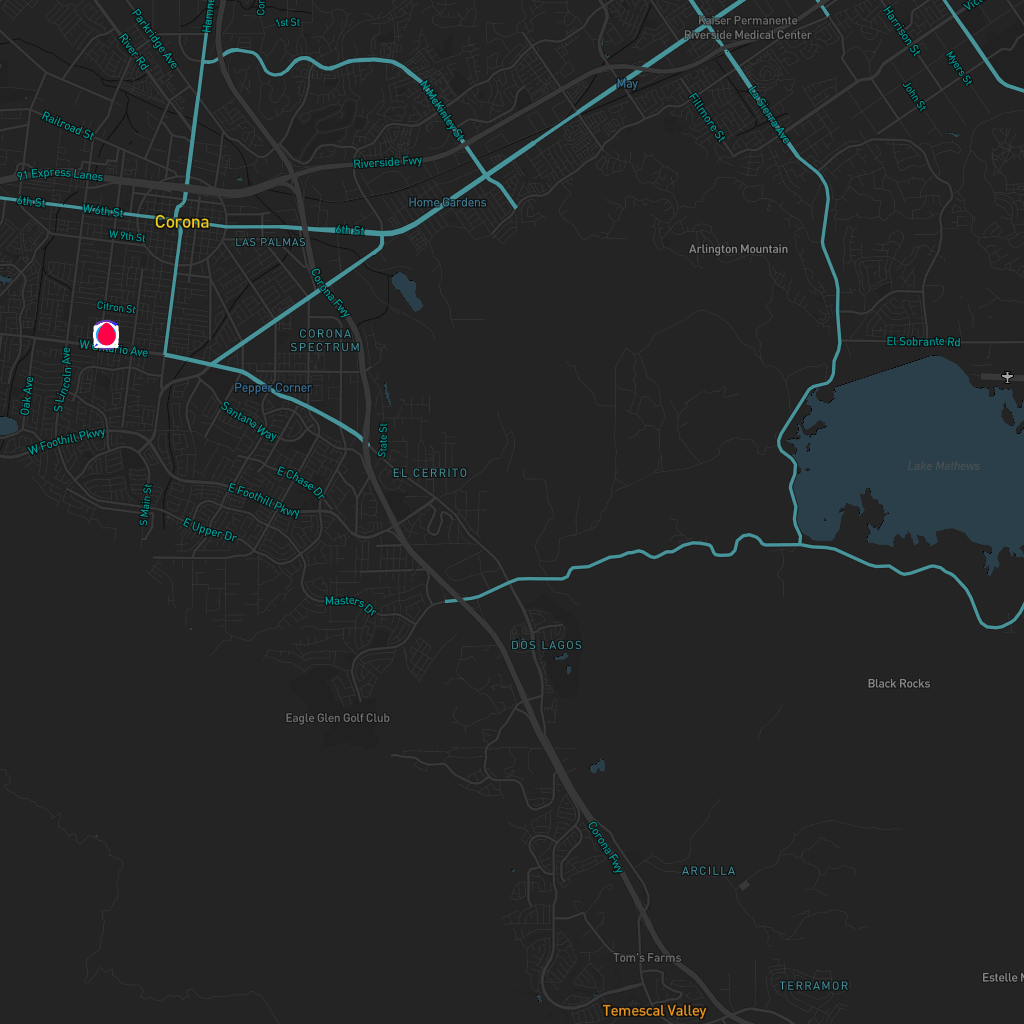 1st St
Parkridge Ave
River Rd
Kaiser Permanente
Riverside Medical Center
Harrison St
Myers St
John St
N McKinley St
May
Fillmore St
La Sierra Ave
Railroad St
Riverside Fwy
91 Express Lanes
6th St
W 6th St
Corona
Home Gardens
W 9th St
6th St
LAS PALMAS
Arlington Mountain
Corona Fwy
Citron St
CORONA
SPECTRUM
El Sobrante Rd
S Lincoln Ave
Oak Ave
Pepper Corner
Santana Way
State St
W Foothill Pkwy
Lake Mathews
E Chase Dr
EL CERRITO
E Foothill Pkwy
S Main St
E Upper Dr
Masters Dr
DOS LAGOS
Black Rocks
Eagle Glen Golf Club
Corona Fwy
ARCILLA
Tom's Farms
TERRAMOR
Temescal Valley